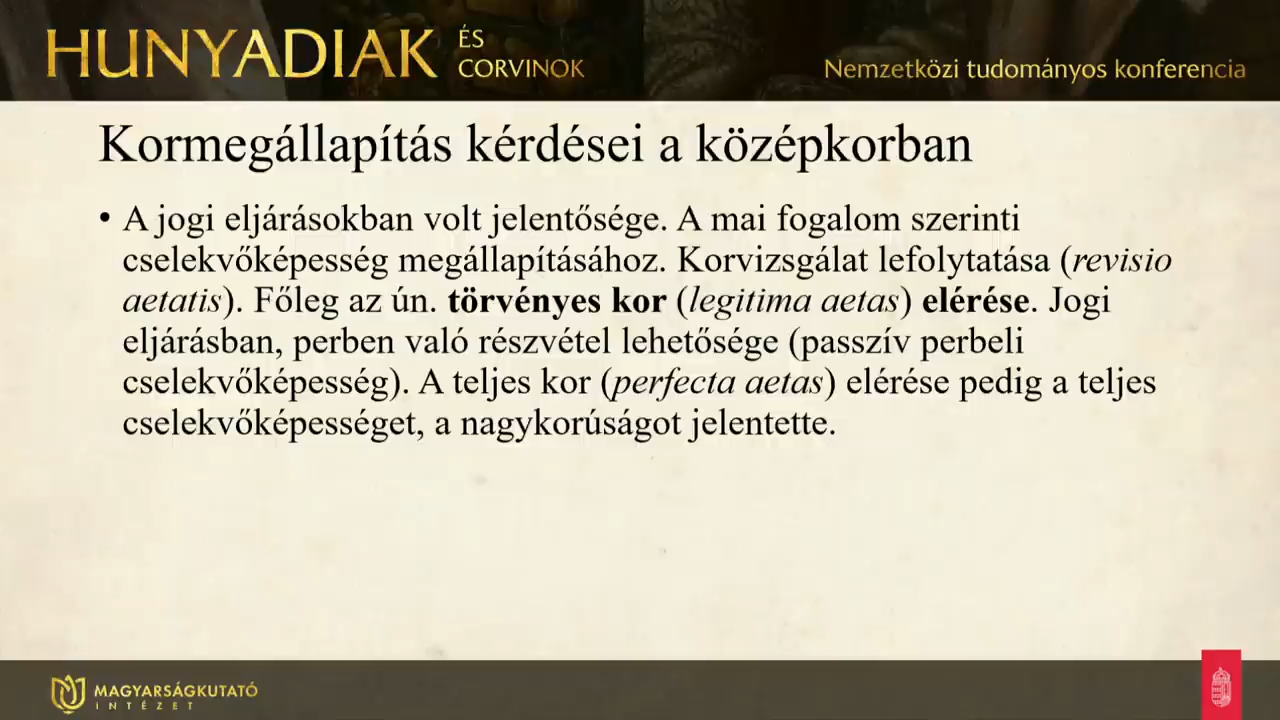 HUNYADIAK ÉS CORVINOK
Nemzetközi tudományos konferencia
Kormegállapítás kérdései a középkorban
• A jogi eljárásokban volt jelentősége. A mai fogalom szerinti
cselekvőképesség megállapításához. Korvizsgálat lefolytatása (revisio
aetatis). Főleg az ún. törvényes kor (legitima aetas) elérése. Jogi
eljárásban, perben való részvétel lehetősége (passzív perbeli
cselekvőképesség). A teljes kor (perfecta aetas) elérése pedig a teljes
cselekvőképességet, a nagykorúságot jelentette.
MAGYARSÁGKUTATÓ
INTÉZET